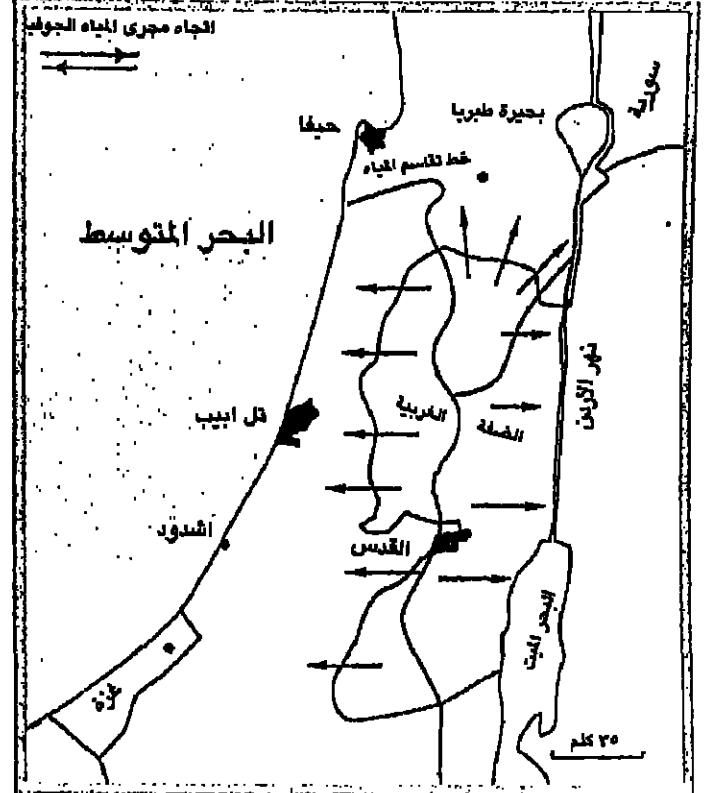 اتجاه مجرى المياه الجوفية
سورية
بحيرة طبريا
حيفا
خط تقاسم المياه
البحر المتوسط
نهر الأردن
تل ابيب
الضفة الغربية
اشدود
القدس
البحر الميت
غزة
٣٥ كلم